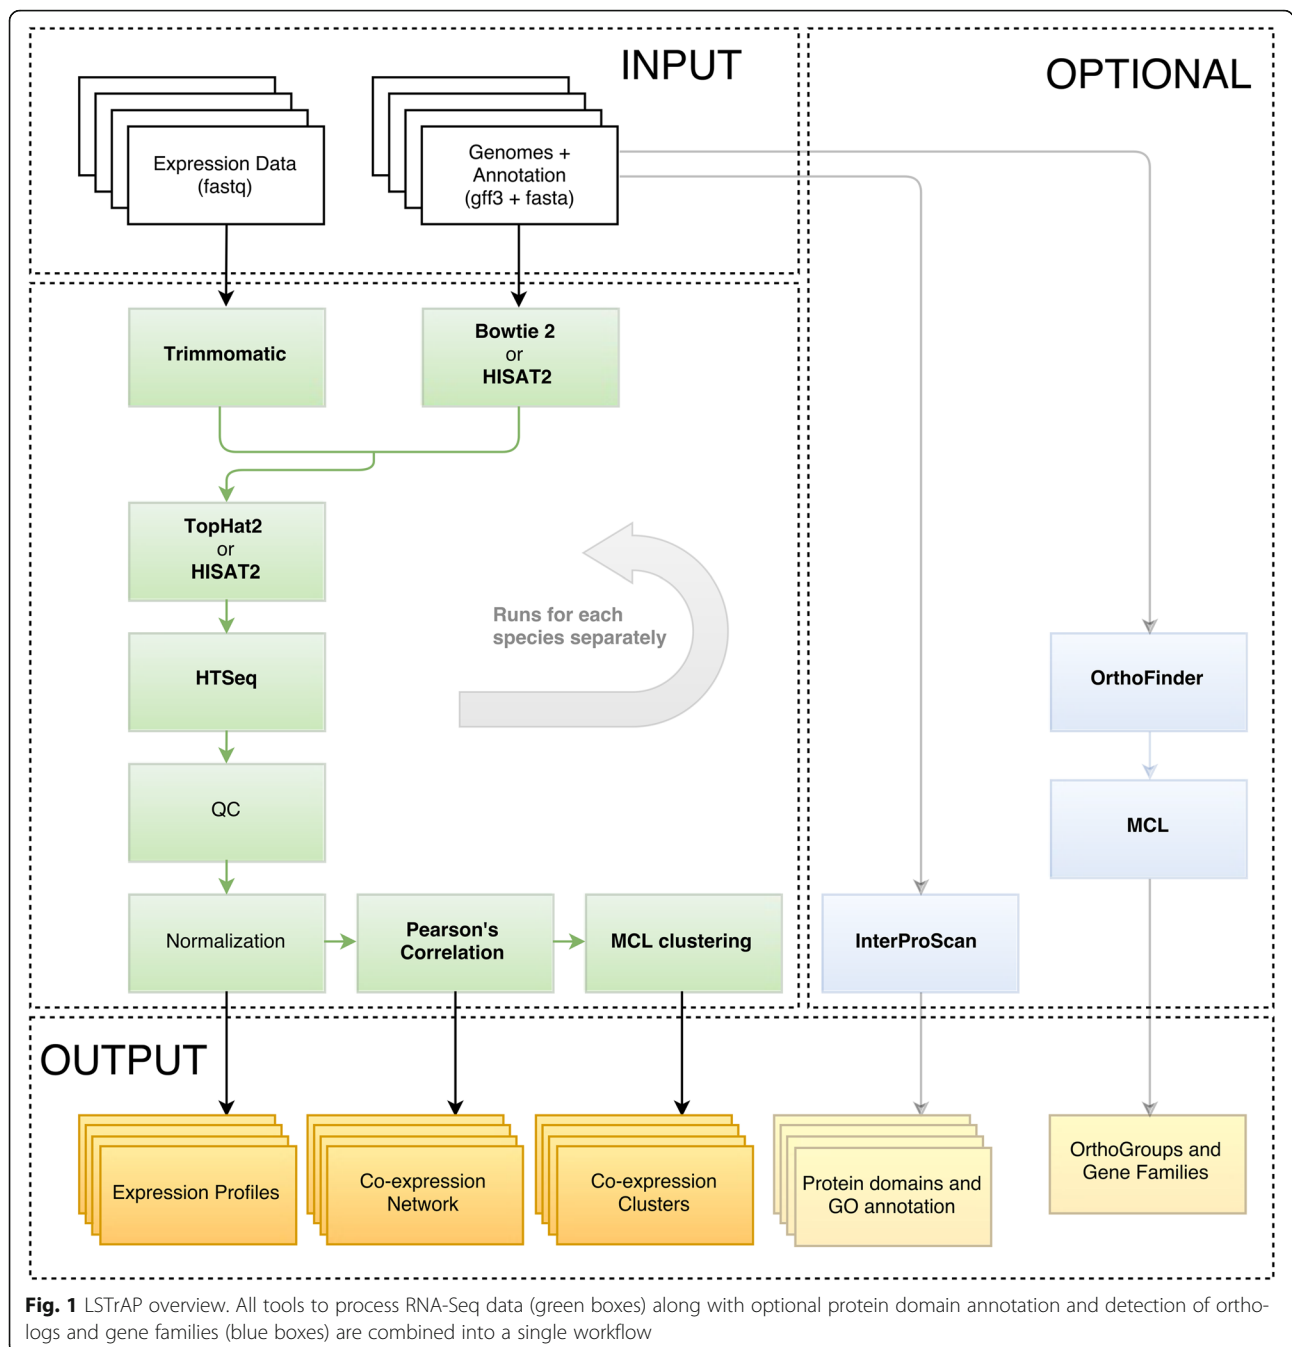 INPUT
OPTIONAL
Expression Data
(fastq)
Genomes +
Annotation
(gff3 + fasta)
Trimmomatic
Bowtie 2
or
HISAT2
TopHat2
or
HISAT2
Runs for each
species separately
HTSeq
OrthoFinder
QC
MCL
Normalization
Pearson's
Correlation
MCL clustering
InterProScan
OUTPUT
Expression Profiles
Co-expression
Network
Co-expression
Clusters
Protein domains and
GO annotation
OrthoGroups and
Gene Families
Fig. 1 LSTrAP overview. All tools to process RNA-Seq data (green boxes) along with optional protein domain annotation and detection of ortho-
logs and gene families (blue boxes) are combined into a single workflow